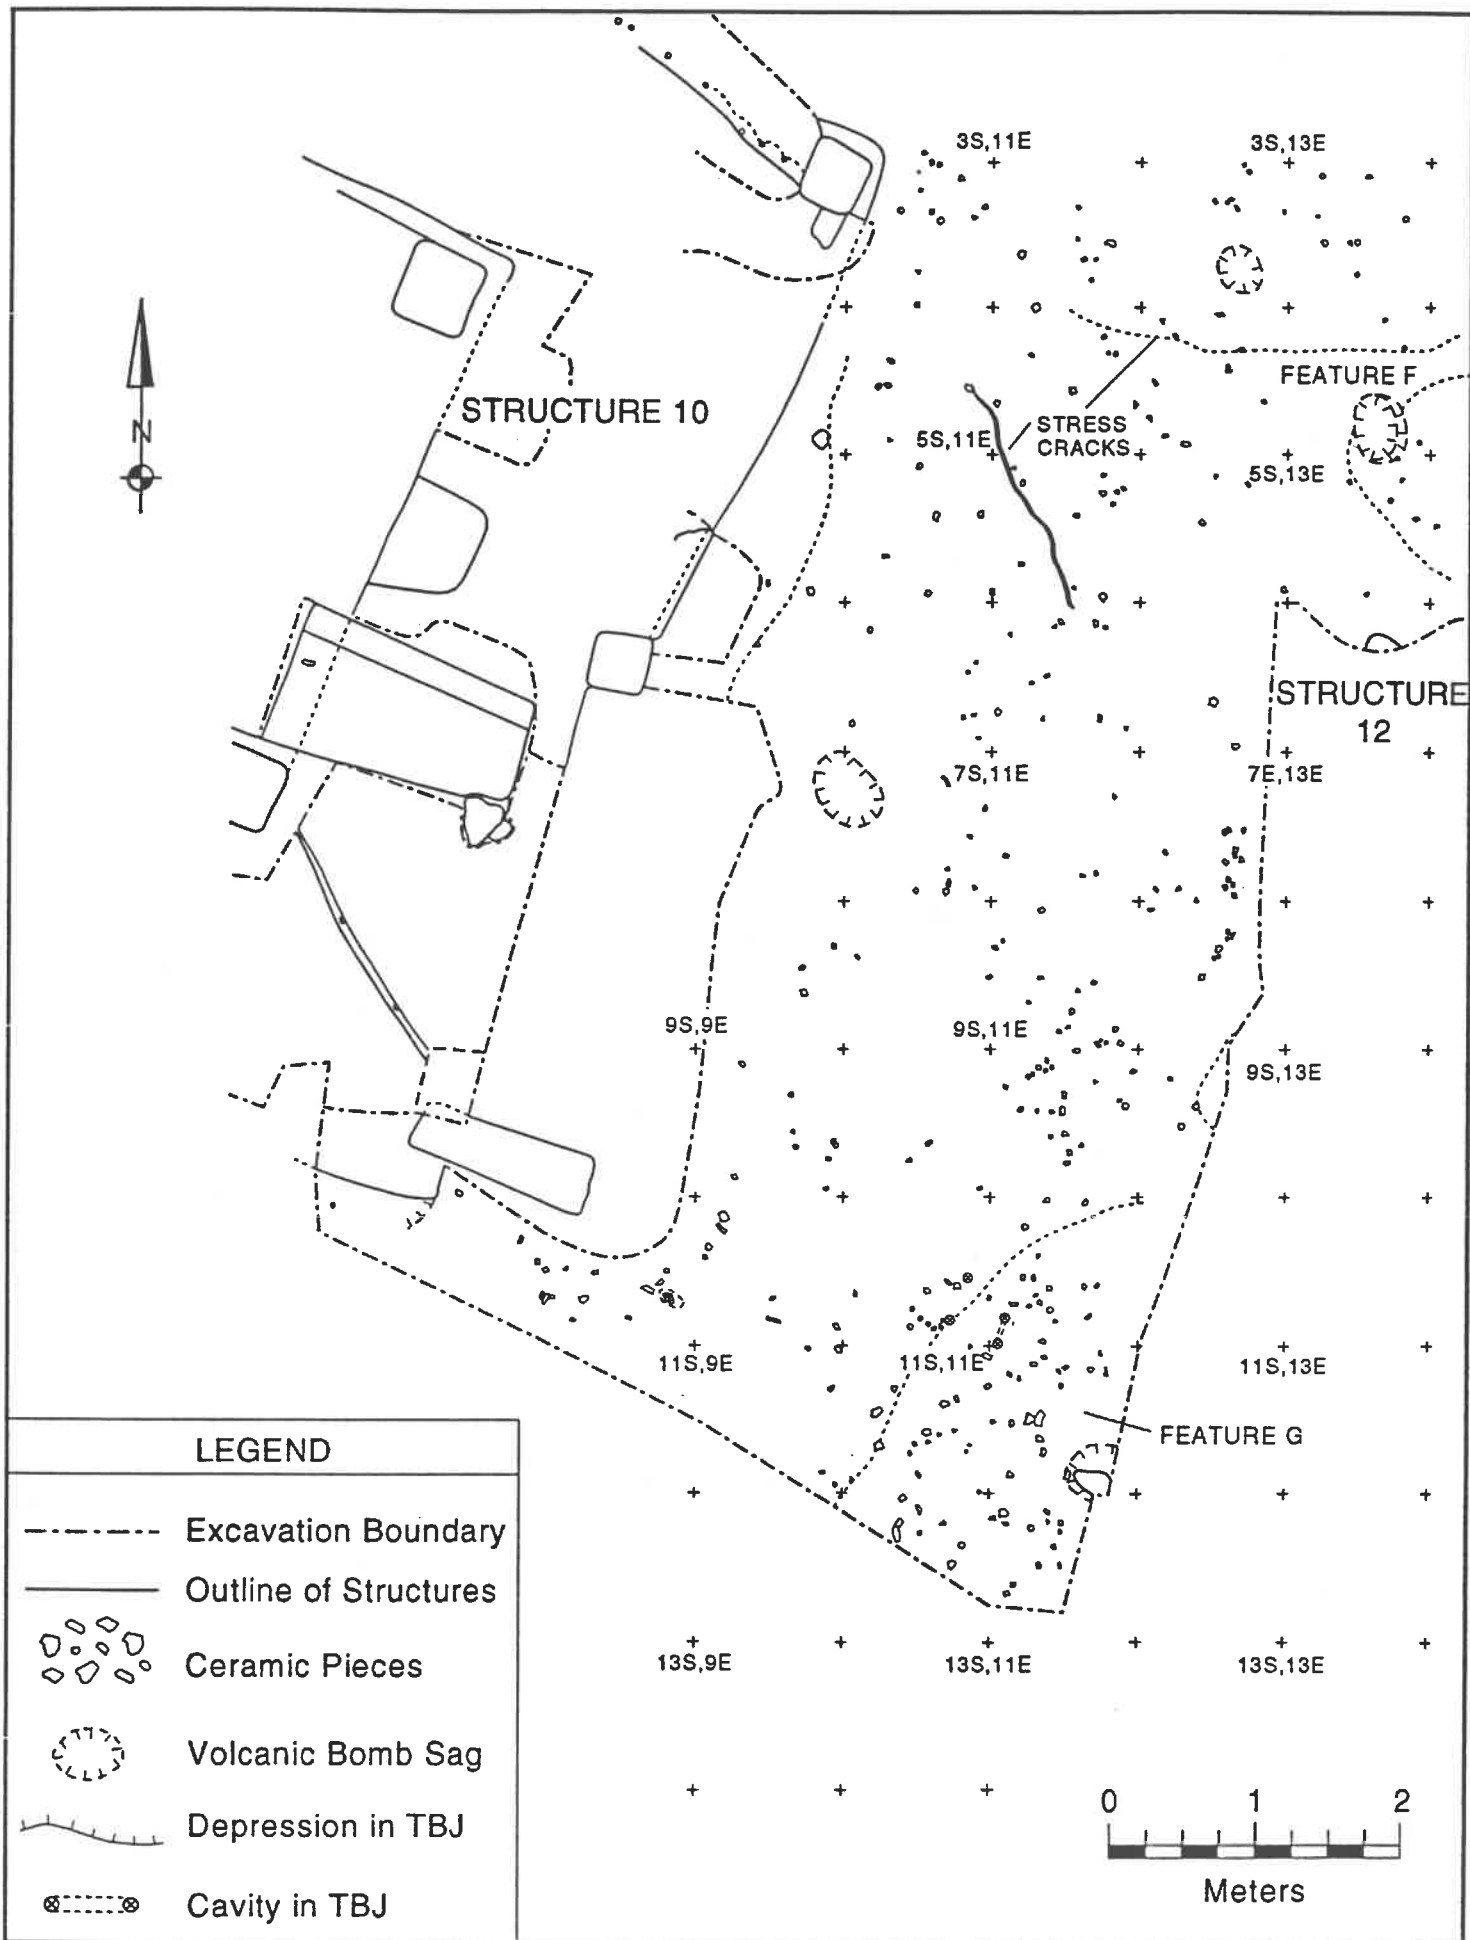 3S,11E
3S,13E
N
STRUCTURE 10
FEATURE F
5S,11E
STRESS
CRACKS
5S,13E
STRUCTURE
12
7S,11E
7E,13E
9S,9E
9S,11E
9S,13E
11S,9E
11S,11E
11S,13E
FEATURE G
LEGEND
Excavation Boundary
Outline of Structures
Ceramic Pieces
Volcanic Bomb Sag
Depression in TBJ
Cavity in TBJ
13S,9E
13S,11E
13S,13E
0 1 2
Meters